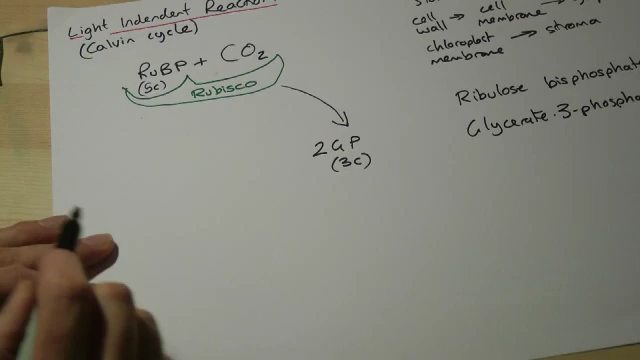 Light Indendent Reaction
(Calvin cycle)
RuBP + CO2
(5c)
Rubisco
2GP
(3c)
cell wall → cell membrane →
chloroplast membrane → stroma
Ribulose bisphosphate
Glycerate-3-phospho